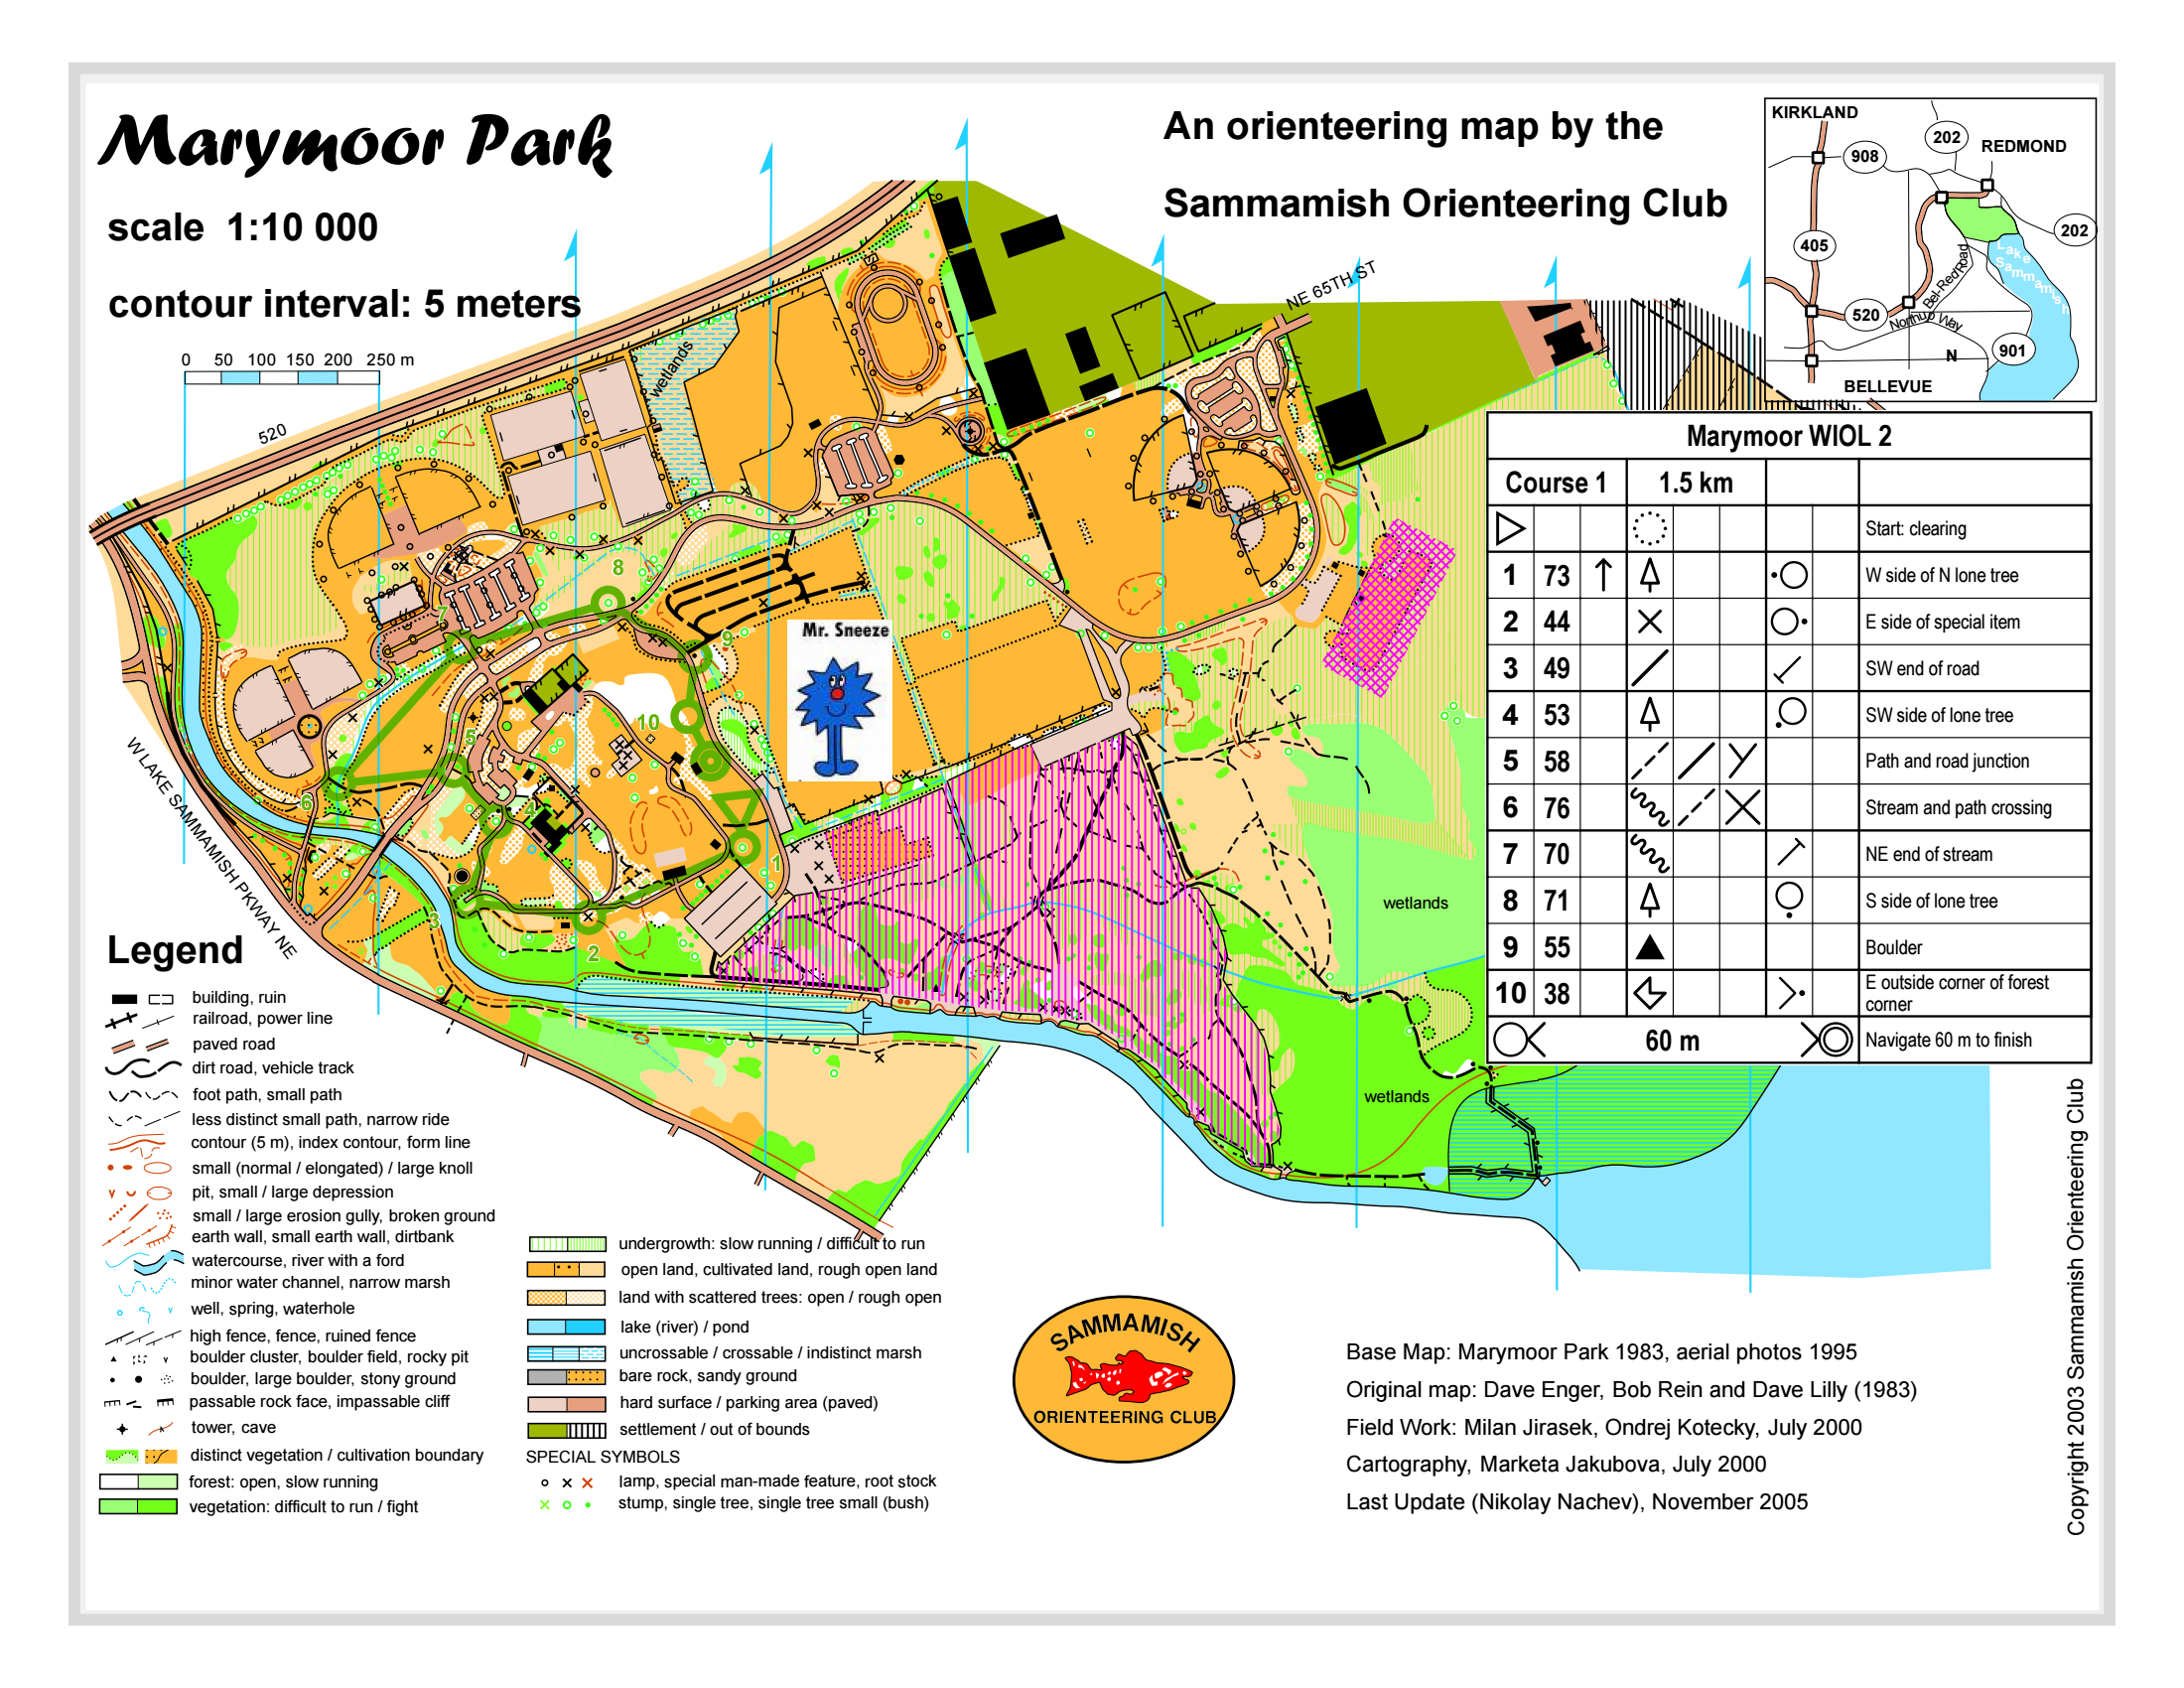 Marymoor Park
scale 1:10 000
contour interval: 5 meters
0 50 100 150 200 250 m
An orienteering map by the
Sammamish Orienteering Club
KIRKLAND
202
REDMOND
908
405
202
Lake
Sammamish
Bel-Red Road
520
Northup Way
N
901
BELLEVUE
NE 65TH ST
520
wetlands
W LAKE SAMMAMISH PKWAY NE
Mr. Sneeze
8
7
9
10
5
6
4
1
3
2
wetlands
wetlands
Marymoor WIOL 2
Course 1 1.5 km
Start: clearing
1 73 W side of N lone tree
2 44 E side of special item
3 49 SW end of road
4 53 SW side of lone tree
5 58 Path and road junction
6 76 Stream and path crossing
7 70 NE end of stream
8 71 S side of lone tree
9 55 Boulder
10 38 E outside corner of forest
corner
60 m Navigate 60 m to finish
Legend
building, ruin
railroad, power line
paved road
dirt road, vehicle track
foot path, small path
less distinct small path, narrow ride
contour (5 m), index contour, form line
small (normal / elongated) / large knoll
pit, small / large depression
small / large erosion gully, broken ground
earth wall, small earth wall, dirtbank
watercourse, river with a ford
minor water channel, narrow marsh
well, spring, waterhole
high fence, fence, ruined fence
boulder cluster, boulder field, rocky pit
boulder, large boulder, stony ground
passable rock face, impassable cliff
tower, cave
distinct vegetation / cultivation boundary
forest: open, slow running
vegetation: difficult to run / fight
undergrowth: slow running / difficult to run
open land, cultivated land, rough open land
land with scattered trees: open / rough open
lake (river) / pond
uncrossable / crossable / indistinct marsh
bare rock, sandy ground
hard surface / parking area (paved)
settlement / out of bounds
SPECIAL SYMBOLS
lamp, special man-made feature, root stock
stump, single tree, single tree small (bush)
SAMMAMISH
ORIENTEERING CLUB
Base Map: Marymoor Park 1983, aerial photos 1995
Original map: Dave Enger, Bob Rein and Dave Lilly (1983)
Field Work: Milan Jirasek, Ondrej Kotecky, July 2000
Cartography, Marketa Jakubova, July 2000
Last Update (Nikolay Nachev), November 2005
Copyright 2003 Sammamish Orienteering Club